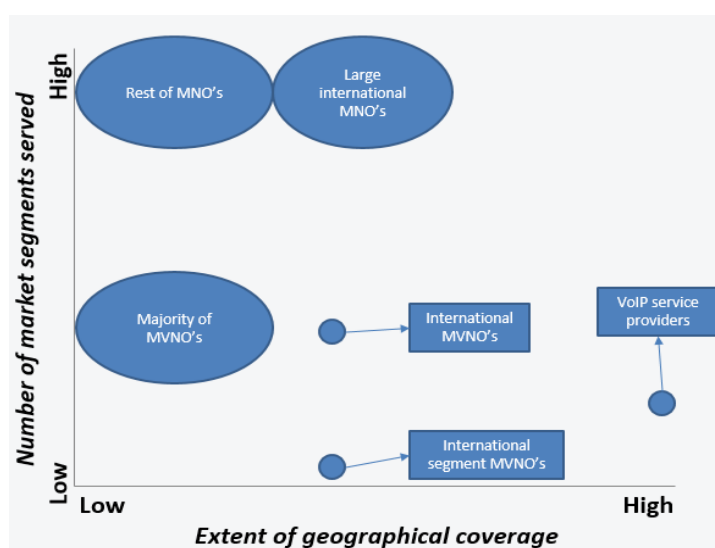 High
Number of market segments served
Low
Rest of MNO's
Large
international
MNO's
Majority of
MVNO's
International
MVNO's
VoIP service
providers
International
segment MVNO's
Low
High
Extent of geographical coverage